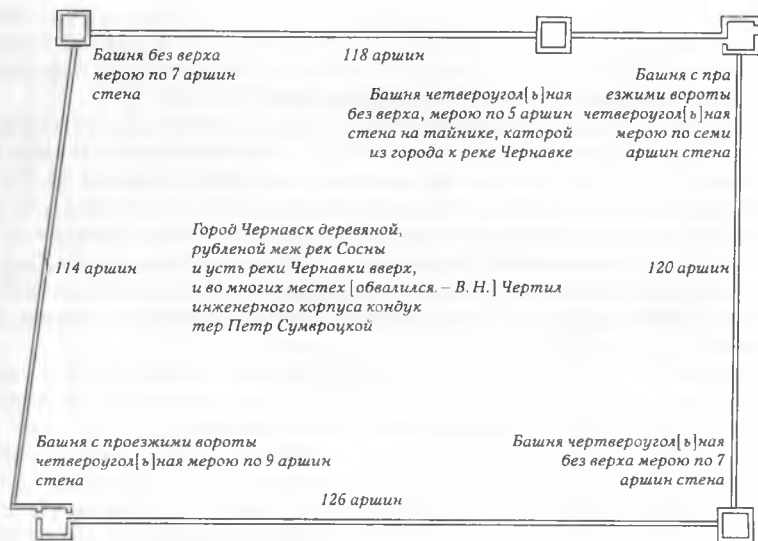 Башня без верха
мерою по 7 аршин
стена
118 аршин
Башня четвероугол[ъ]ная
без верха, мерою по 5 аршин
стена на тайнике, каторой
из города к реке Чернавке
Башня с пра
езжими вороты
четвероугол[ъ]ная
мерою по семи
аршин стена
Город Чернавск деревяной,
рубленой меж рек Сосны
и усть реки Чернавки вверх,
и во многих местех [обвалился. – В. Н.] Чертил
инженерного корпуса кондук
тер Петр Сумвроцкой
114 аршин
120 аршин
Башня с проезжими вороты
четвероугол[ъ]ная мерою по 9 аршин
стена
Башня чертвероугол[ъ]ная
без верха мерою по 7
аршин стена
126 аршин